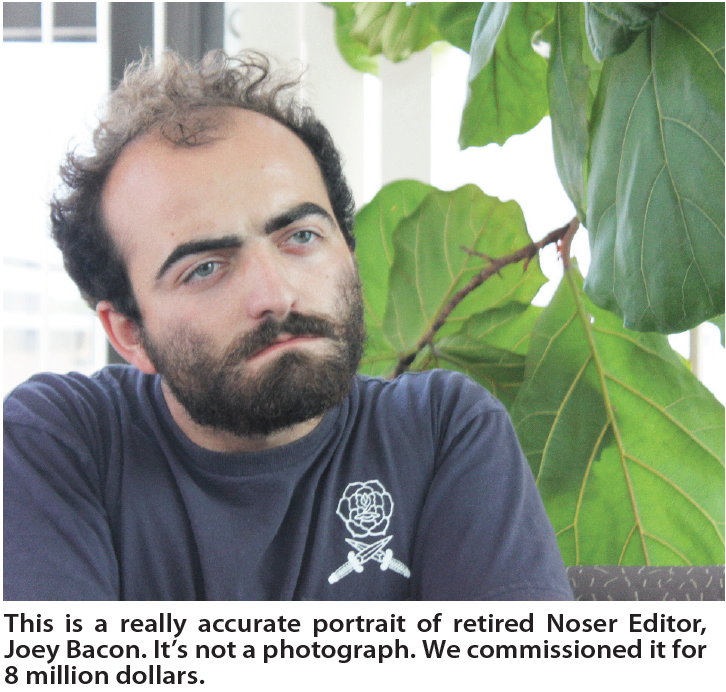 This is a really accurate portrait of retired Noser Editor,
Joey Bacon. It's not a photograph. We commissioned it for
8 million dollars.